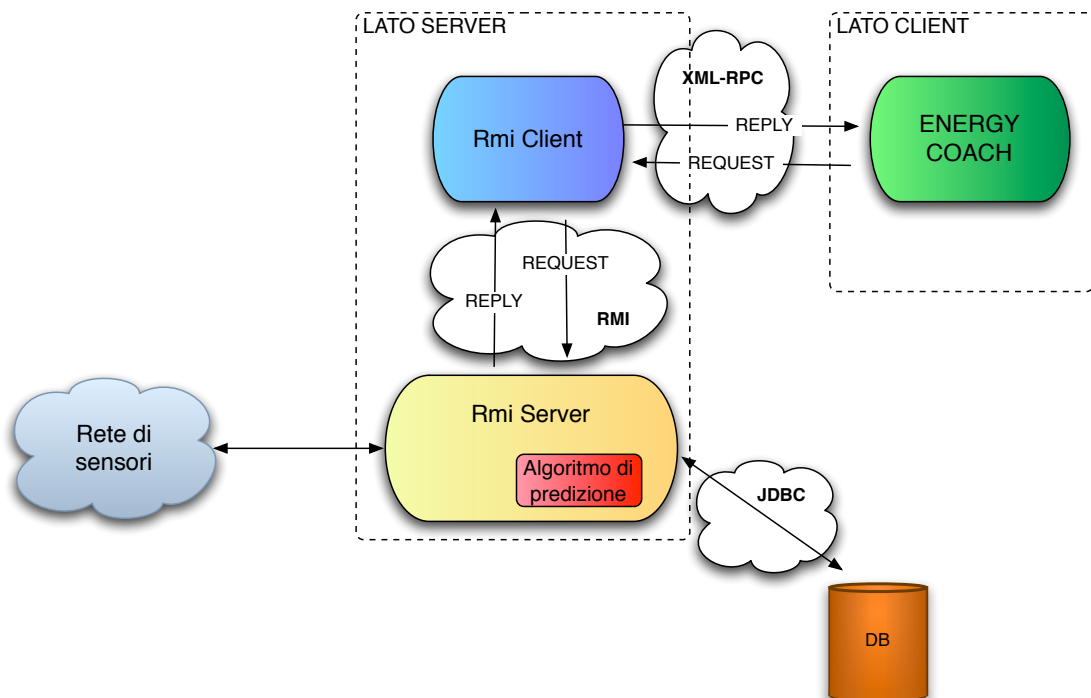 LATO SERVER
LATO CLIENT
XML-RPC
Rmi Client
REPLY
REQUEST
ENERGY
COACH
REQUEST
REPLY
RMI
Rmi Server
Algoritmo di
predizione
Rete di
sensori
JDBC
DB